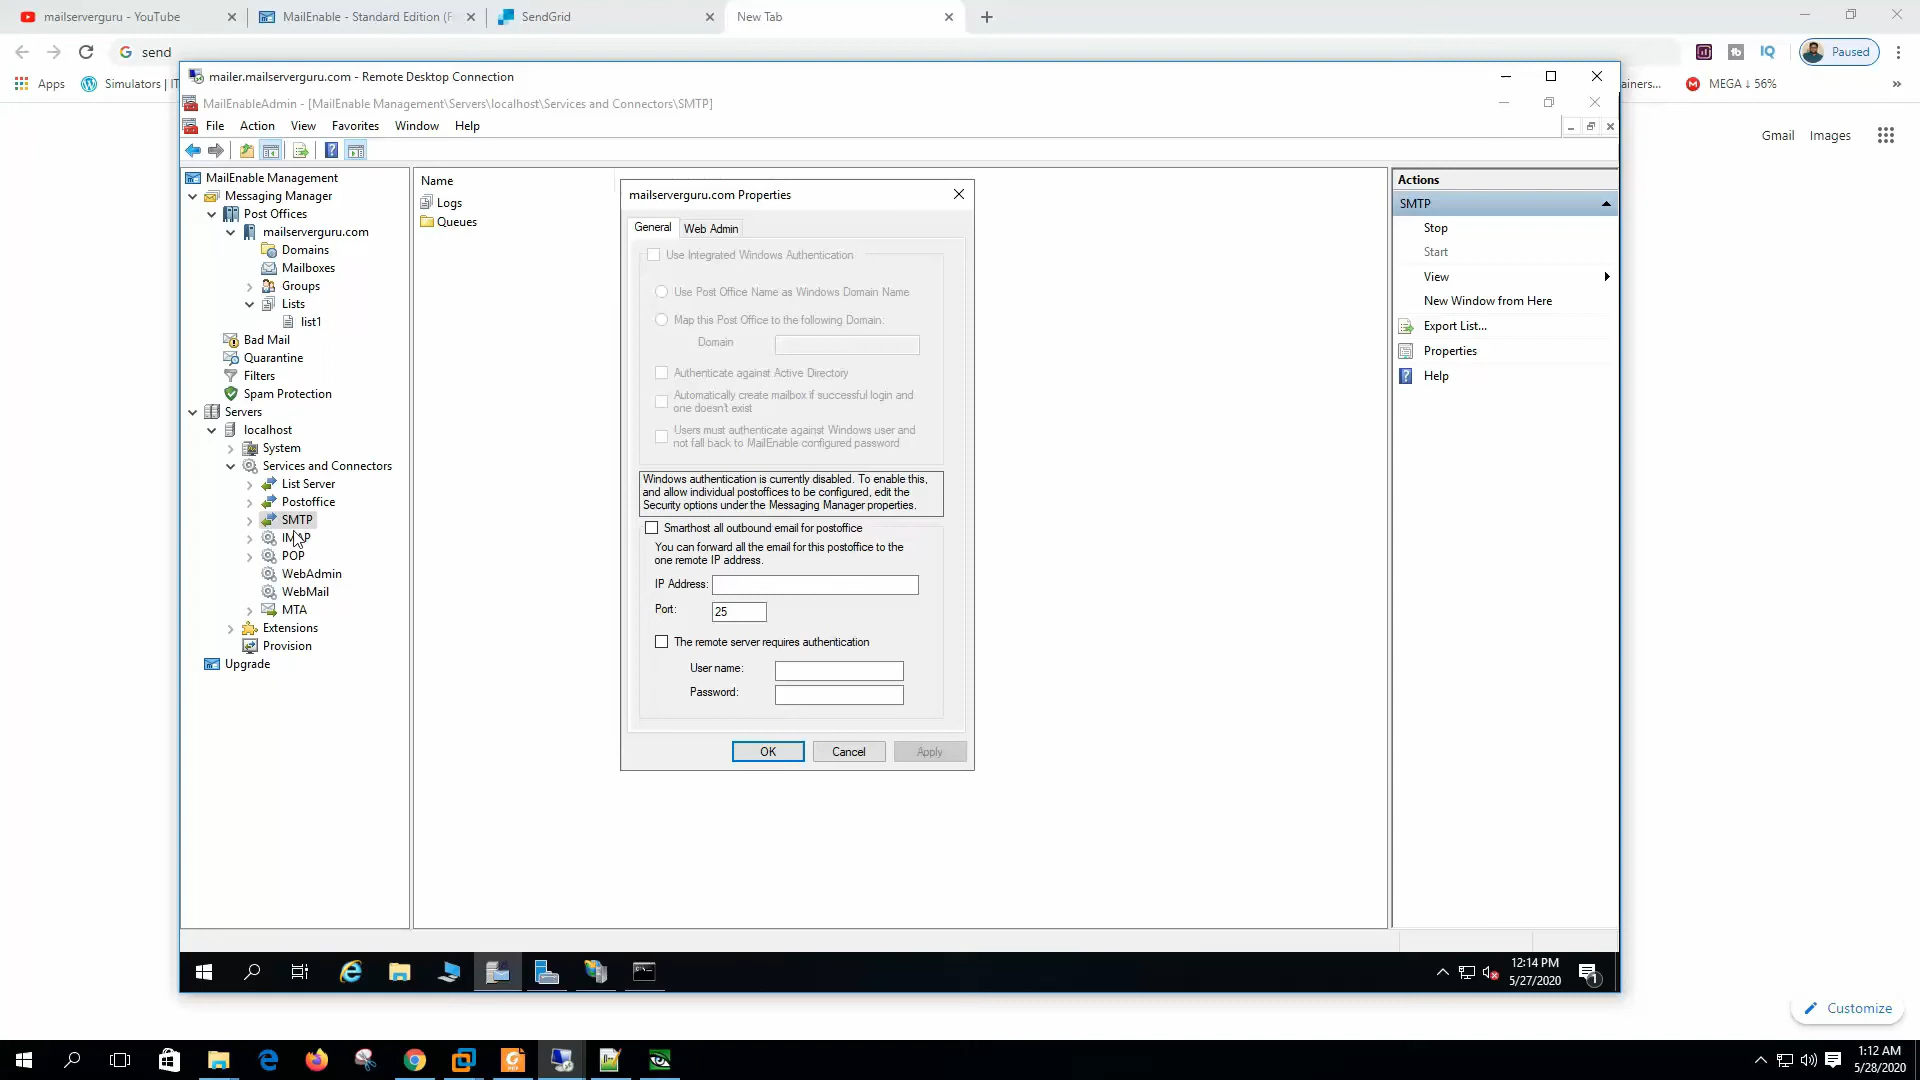 mailserverguru - YouTube
MailEnable - Standard Edition (F
SendGrid
New Tab
send
Paused
Apps
Simulators | IT
ainers...
MEGA ↓ 56%
»
mailer.mailserverguru.com - Remote Desktop Connection
MailEnableAdmin - [MailEnable Management\Servers\localhost\Services and Connectors\SMTP]
File Action View Favorites Window Help
Gmail Images
MailEnable Management
Messaging Manager
Post Offices
mailserverguru.com
Domains
Mailboxes
Groups
Lists
list1
Bad Mail
Quarantine
Filters
Spam Protection
Servers
localhost
System
Services and Connectors
List Server
Postoffice
SMTP
IMAP
POP
WebAdmin
WebMail
MTA
Extensions
Provision
Upgrade
Name
Logs
Queues
mailserverguru.com Properties
General Web Admin
Use Integrated Windows Authentication
Use Post Office Name as Windows Domain Name
Map this Post Office to the following Domain:
Domain
Authenticate against Active Directory
Automatically create mailbox if successful login and
one doesn't exist
Users must authenticate against Windows user and
not fall back to MailEnable configured password
Windows authentication is currently disabled. To enable this,
and allow individual postoffices to be configured, edit the
Security options under the Messaging Manager properties.
Smarthost all outbound email for postoffice
You can forward all the email for this postoffice to the
one remote IP address.
IP Address:
Port: 25
The remote server requires authentication
User name:
Password:
OK Cancel Apply
Actions
SMTP
Stop
Start
View
New Window from Here
Export List...
Properties
Help
12:14 PM
5/27/2020
1
Customize
1:12 AM
5/28/2020